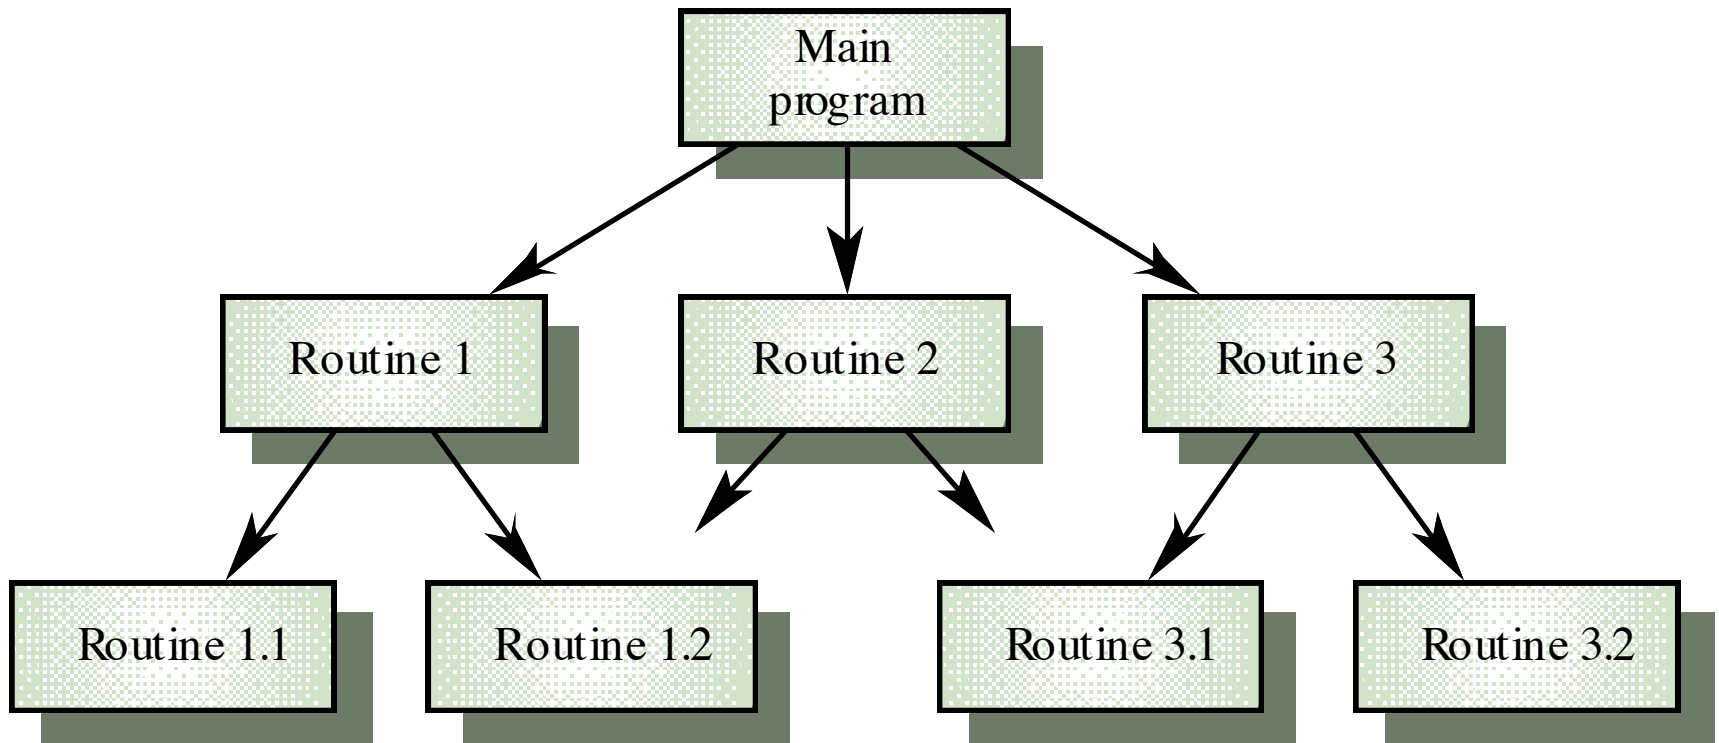 Main
program
Routine 1
Routine 2
Routine 3
Routine 1.1
Routine 1.2
Routine 3.1
Routine 3.2